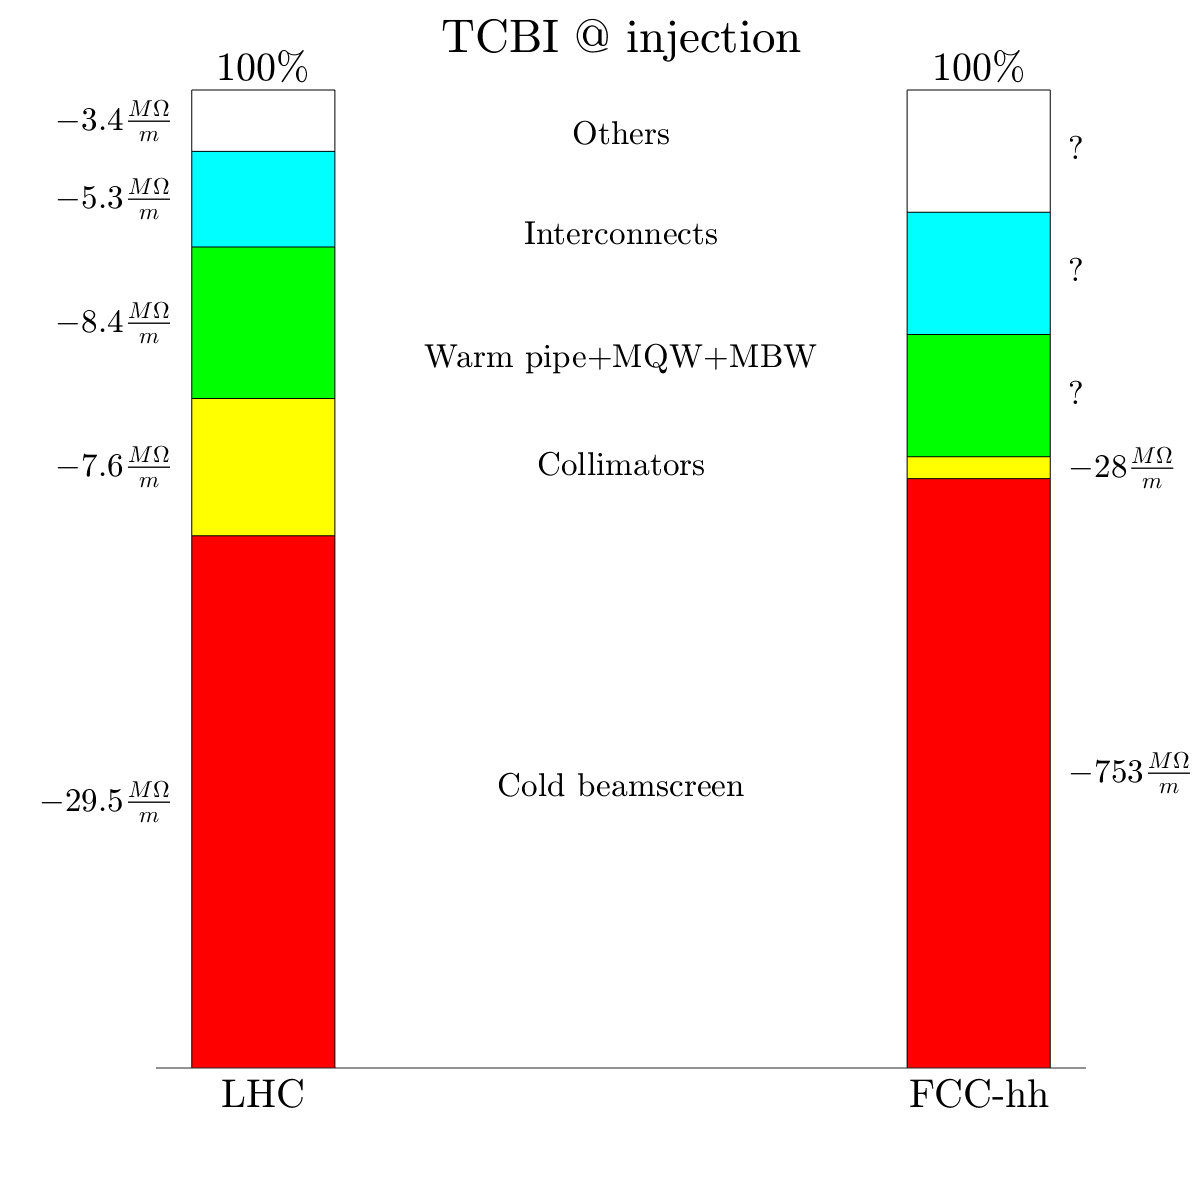 TCBI @ injection
100%
100%
−3.4 MΩ/m
Others
?
−5.3 MΩ/m
Interconnects
?
−8.4 MΩ/m
Warm pipe+MQW+MBW
?
−7.6 MΩ/m
Collimators
−28 MΩ/m
−29.5 MΩ/m
Cold beamscreen
−753 MΩ/m
LHC
FCC-hh